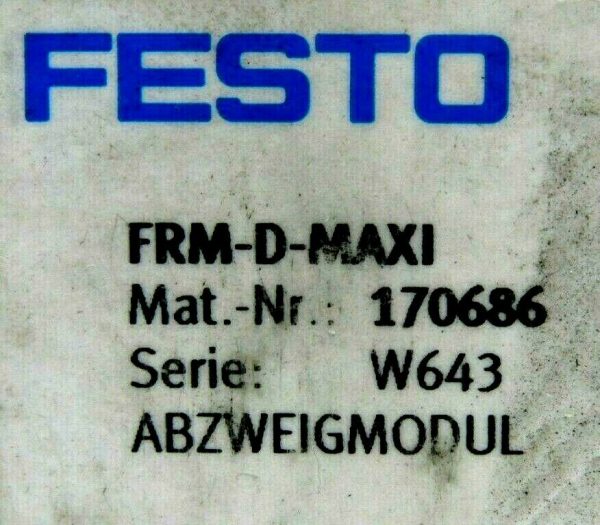 FESTO
FRM-D-MAXI
Mat.-Nr.: 170686
Serie: W643
ABZWEIGMODUL